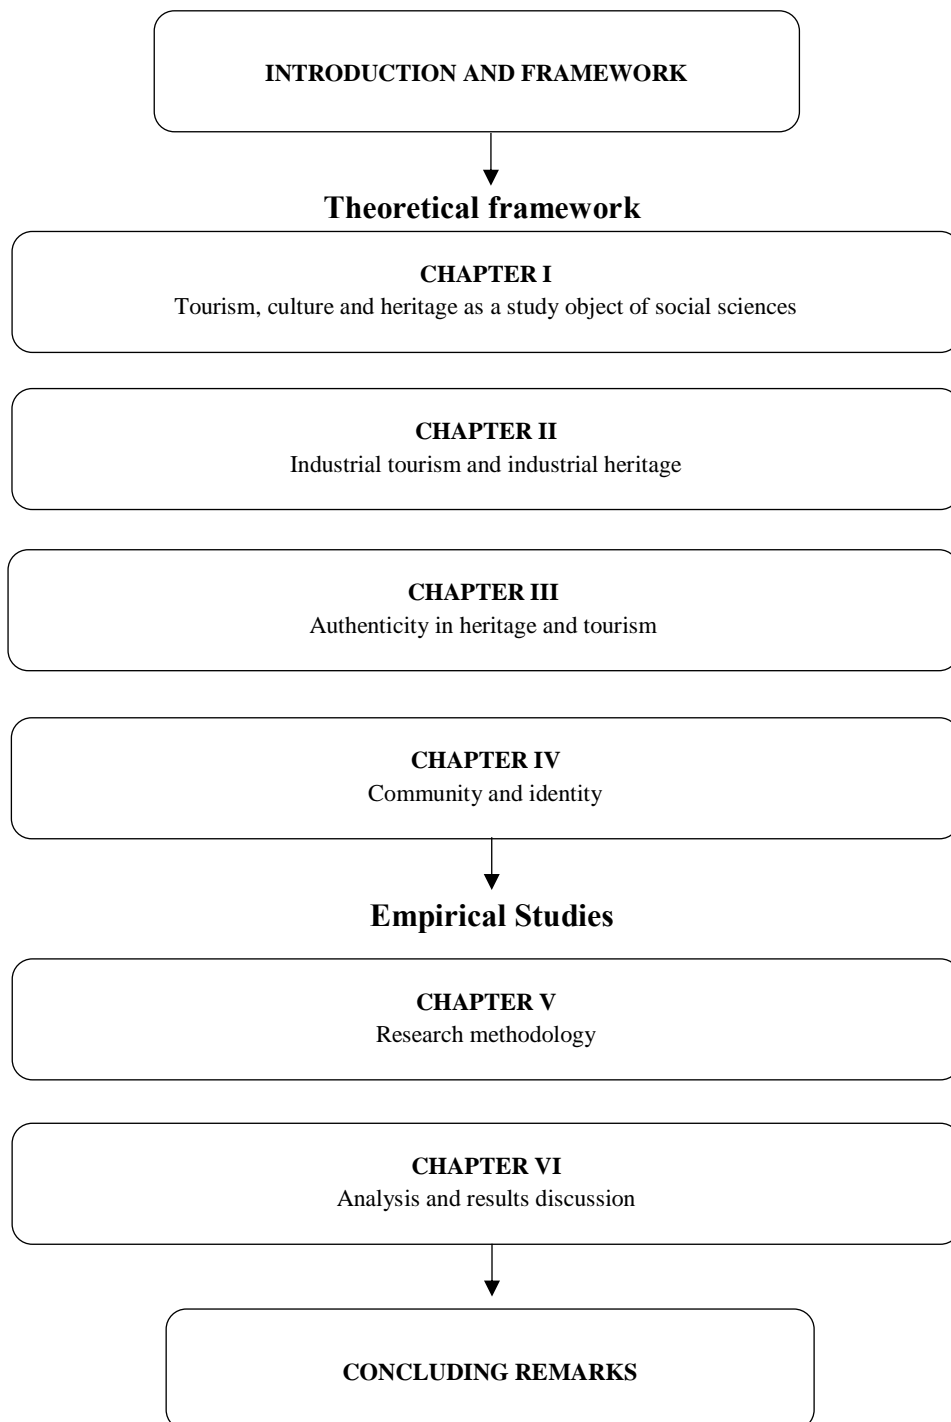 INTRODUCTION AND FRAMEWORK
Theoretical framework
CHAPTER I
Tourism, culture and heritage as a study object of social sciences
CHAPTER II
Industrial tourism and industrial heritage
CHAPTER III
Authenticity in heritage and tourism
CHAPTER IV
Community and identity
Empirical Studies
CHAPTER V
Research methodology
CHAPTER VI
Analysis and results discussion
CONCLUDING REMARKS